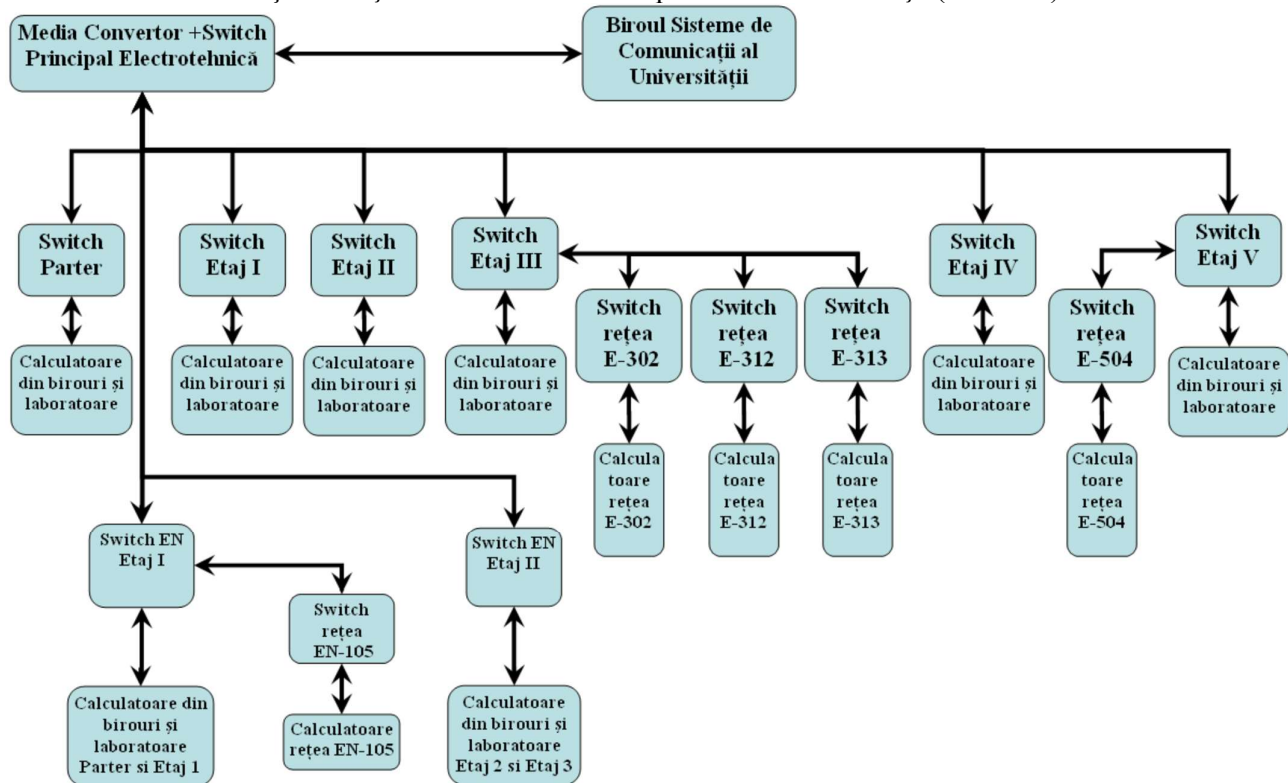 Media Convertor +Switch
Principal Electrotehnică
Biroul Sisteme de
Comunicații al
Universității
Switch
Parter
Switch
Etaj I
Switch
Etaj II
Switch
Etaj III
Switch
Etaj IV
Switch
Etaj V
Switch
rețea
E-302
Switch
rețea
E-312
Switch
rețea
E-313
Switch
rețea
E-504
Calculatoare
din birouri și
laboratoare
Calculatoare
din birouri și
laboratoare
Calculatoare
din birouri și
laboratoare
Calculatoare
din birouri și
laboratoare
Calculatoare
din birouri și
laboratoare
Calculatoare
din birouri și
laboratoare
Calcula
toare
rețea
E-302
Calcula
toare
rețea
E-312
Calcula
toare
rețea
E-313
Calcula
toare
rețea
E-504
Switch EN
Etaj I
Switch EN
Etaj II
Switch
rețea
EN-105
Calculatoare din
birouri și
laboratoare
Parter si Etaj 1
Calculatoare
rețea EN-105
Calculatoare
din birouri și
laboratoare
Etaj 2 si Etaj 3